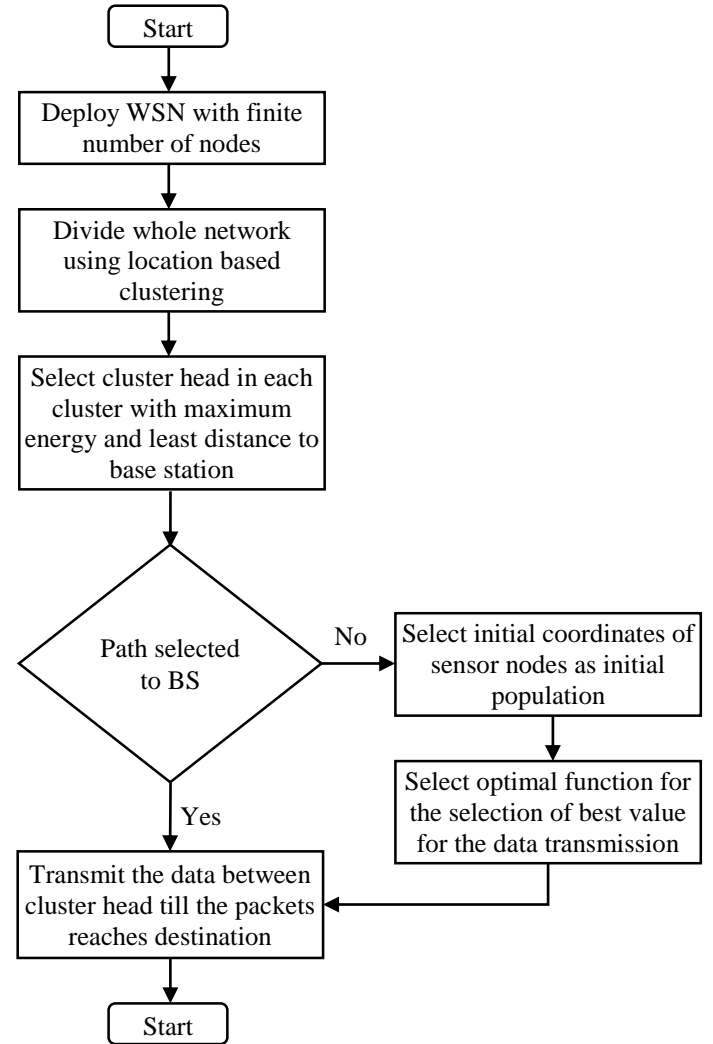 Start
Deploy WSN with finite
number of nodes
Divide whole network
using location based
clustering
Select cluster head in each
cluster with maximum
energy and least distance to
base station
Path selected
to BS
No
Select initial coordinates of
sensor nodes as initial
population
Select optimal function for
the selection of best value
for the data transmission
Yes
Transmit the data between
cluster head till the packets
reaches destination
Start